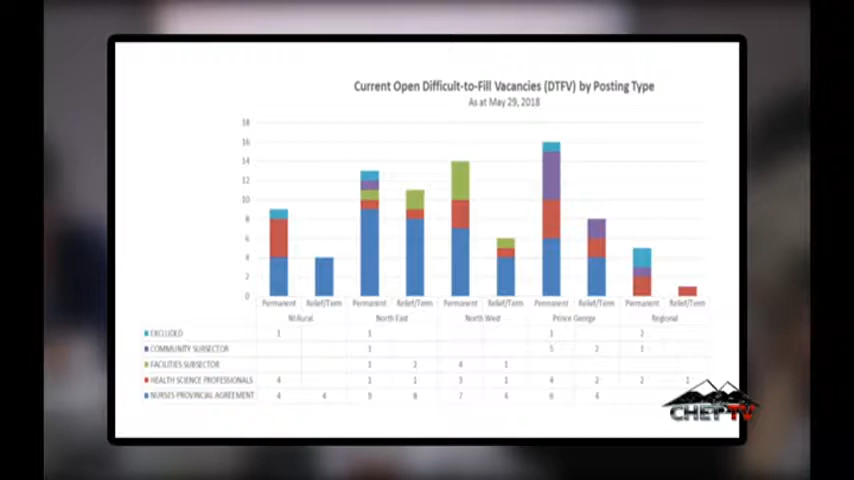 Current Open Difficult-to-Fill Vacancies (DTFV) by Posting Type
As at May 29, 2018
18
16
14
12
10
8
6
4
2
0
Permanent Relief/Term Permanent Relief/Term Permanent Relief/Term Permanent Relief/Term Permanent Relief/Term
North East North West Prince George Regional
EXCLUDED 1 1 1 2
COMMUNITY SUBSECTOR 1 5 2 1
FACILITIES SUBSECTOR 1 2 4 1
HEALTH SCIENCE PROFESSIONALS 4 1 1 3 1 4 2 2 1
NURSES PROVINCIAL AGREEMENT 4 4 9 8 7 4 6 4
CHEPTV